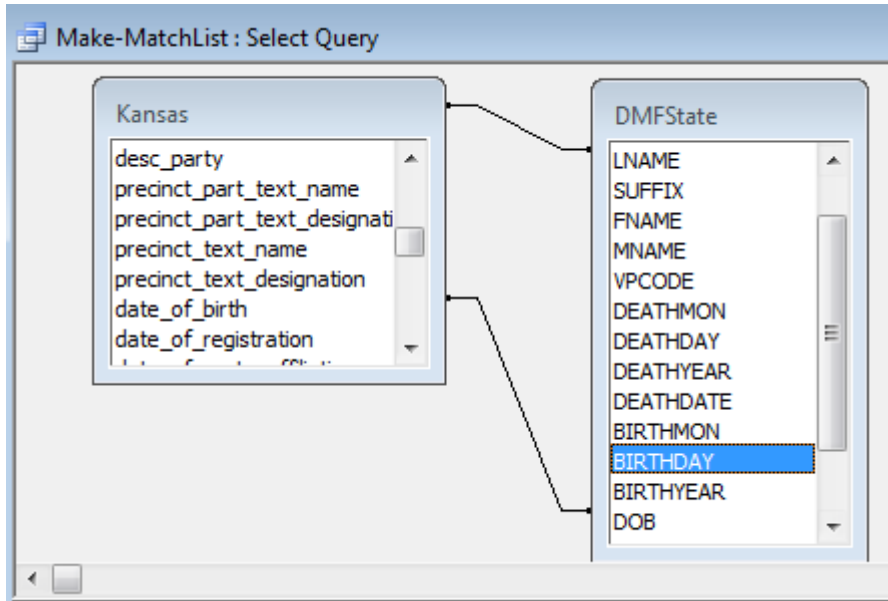 Make-MatchList : Select Query
Kansas
desc_party
precinct_part_text_name
precinct_part_text_designati
precinct_text_name
precinct_text_designation
date_of_birth
date_of_registration
DMFState
LNAME
SUFFIX
FNAME
MNAME
VPCODE
DEATHMON
DEATHDAY
DEATHYEAR
DEATHDATE
BIRTHMON
BIRTHDAY
BIRTHYEAR
DOB